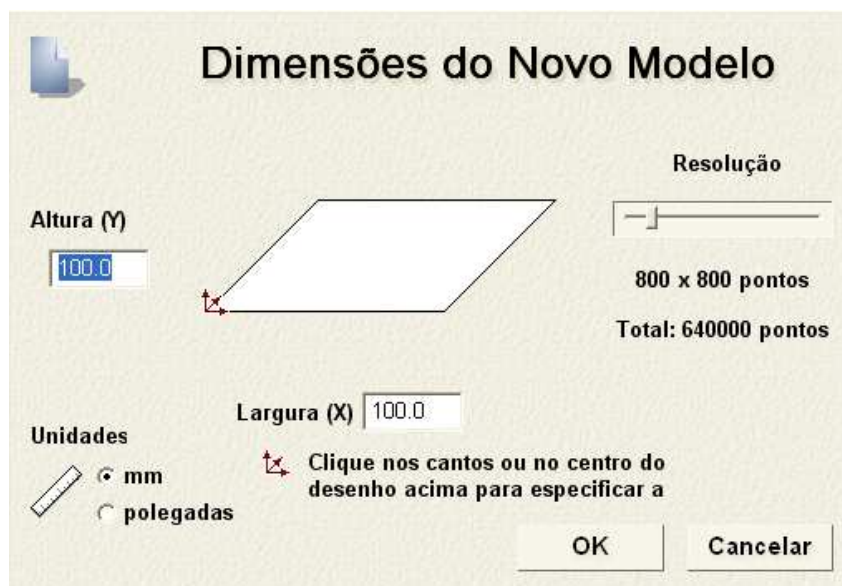 Dimensões do Novo Modelo
Resolução
Altura (Y)
100.0
800 x 800 pontos
Total: 640000 pontos
Largura (X) 100.0
Unidades
mm
polegadas
Clique nos cantos ou no centro do
desenho acima para especificar a
OK
Cancelar